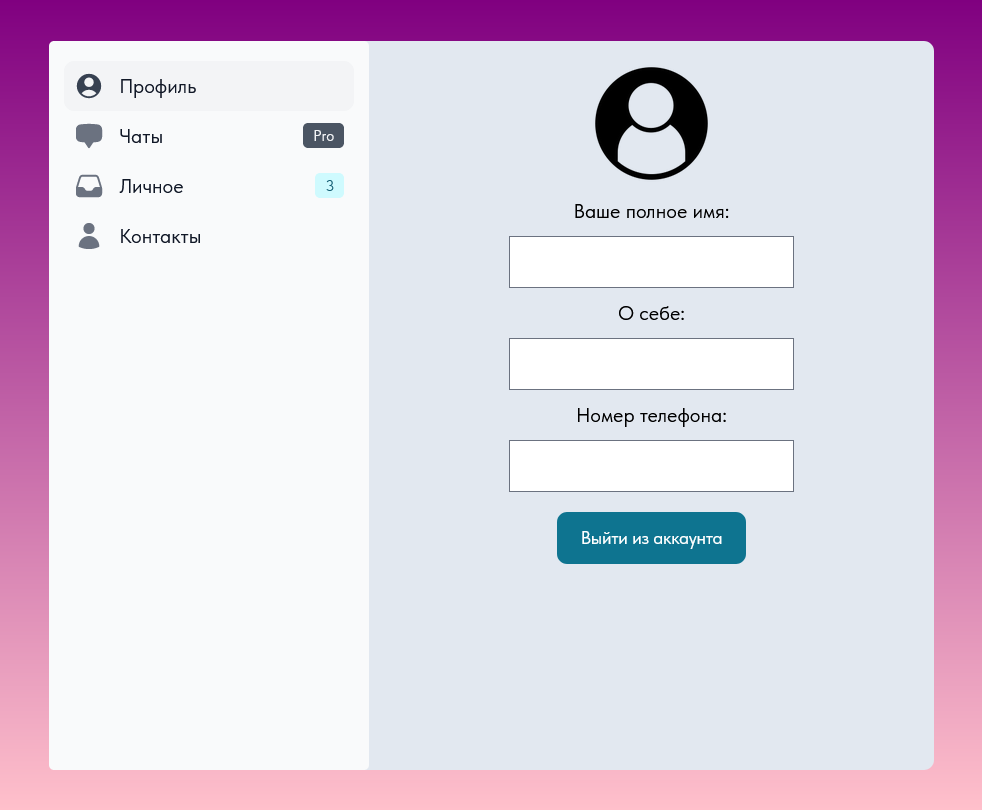 Профиль
Чаты
Pro
Личное
3
Контакты
Ваше полное имя:
О себе:
Номер телефона:
Выйти из аккаунта